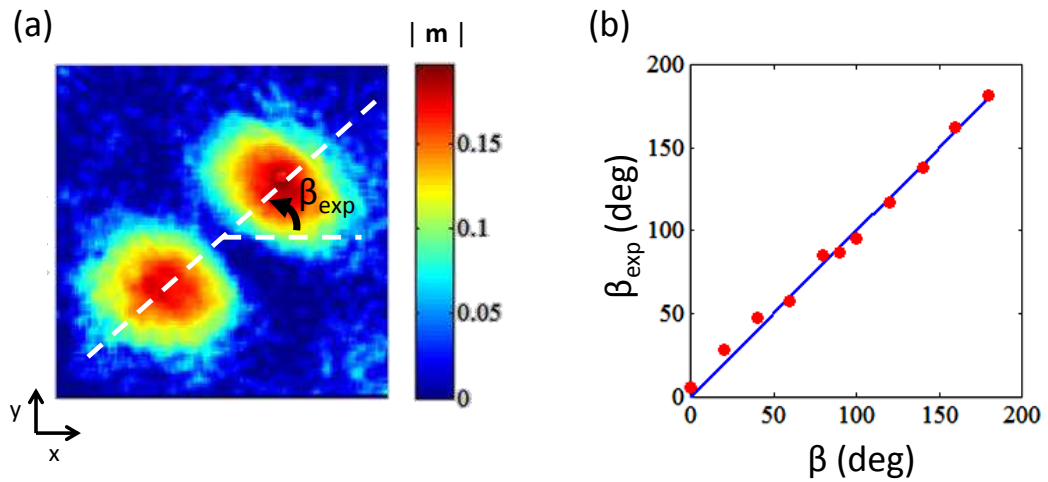 (a)
| m |
0.15
0.1
0.05
0
βexp
y
x
(b)
200
150
100
50
0
0 50 100 150 200
βexp (deg)
β (deg)